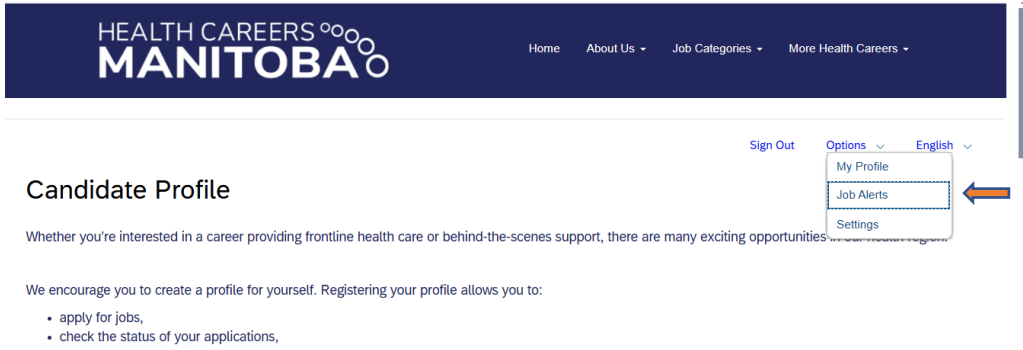 HEALTH CAREERS
MANITOBA
Home About Us Job Categories More Health Careers
Sign Out Options English
My Profile
Job Alerts
Settings
Candidate Profile
Whether you're interested in a career providing frontline health care or behind-the-scenes support, there are many exciting opportunities in our health region.
We encourage you to create a profile for yourself. Registering your profile allows you to:
• apply for jobs,
• check the status of your applications,